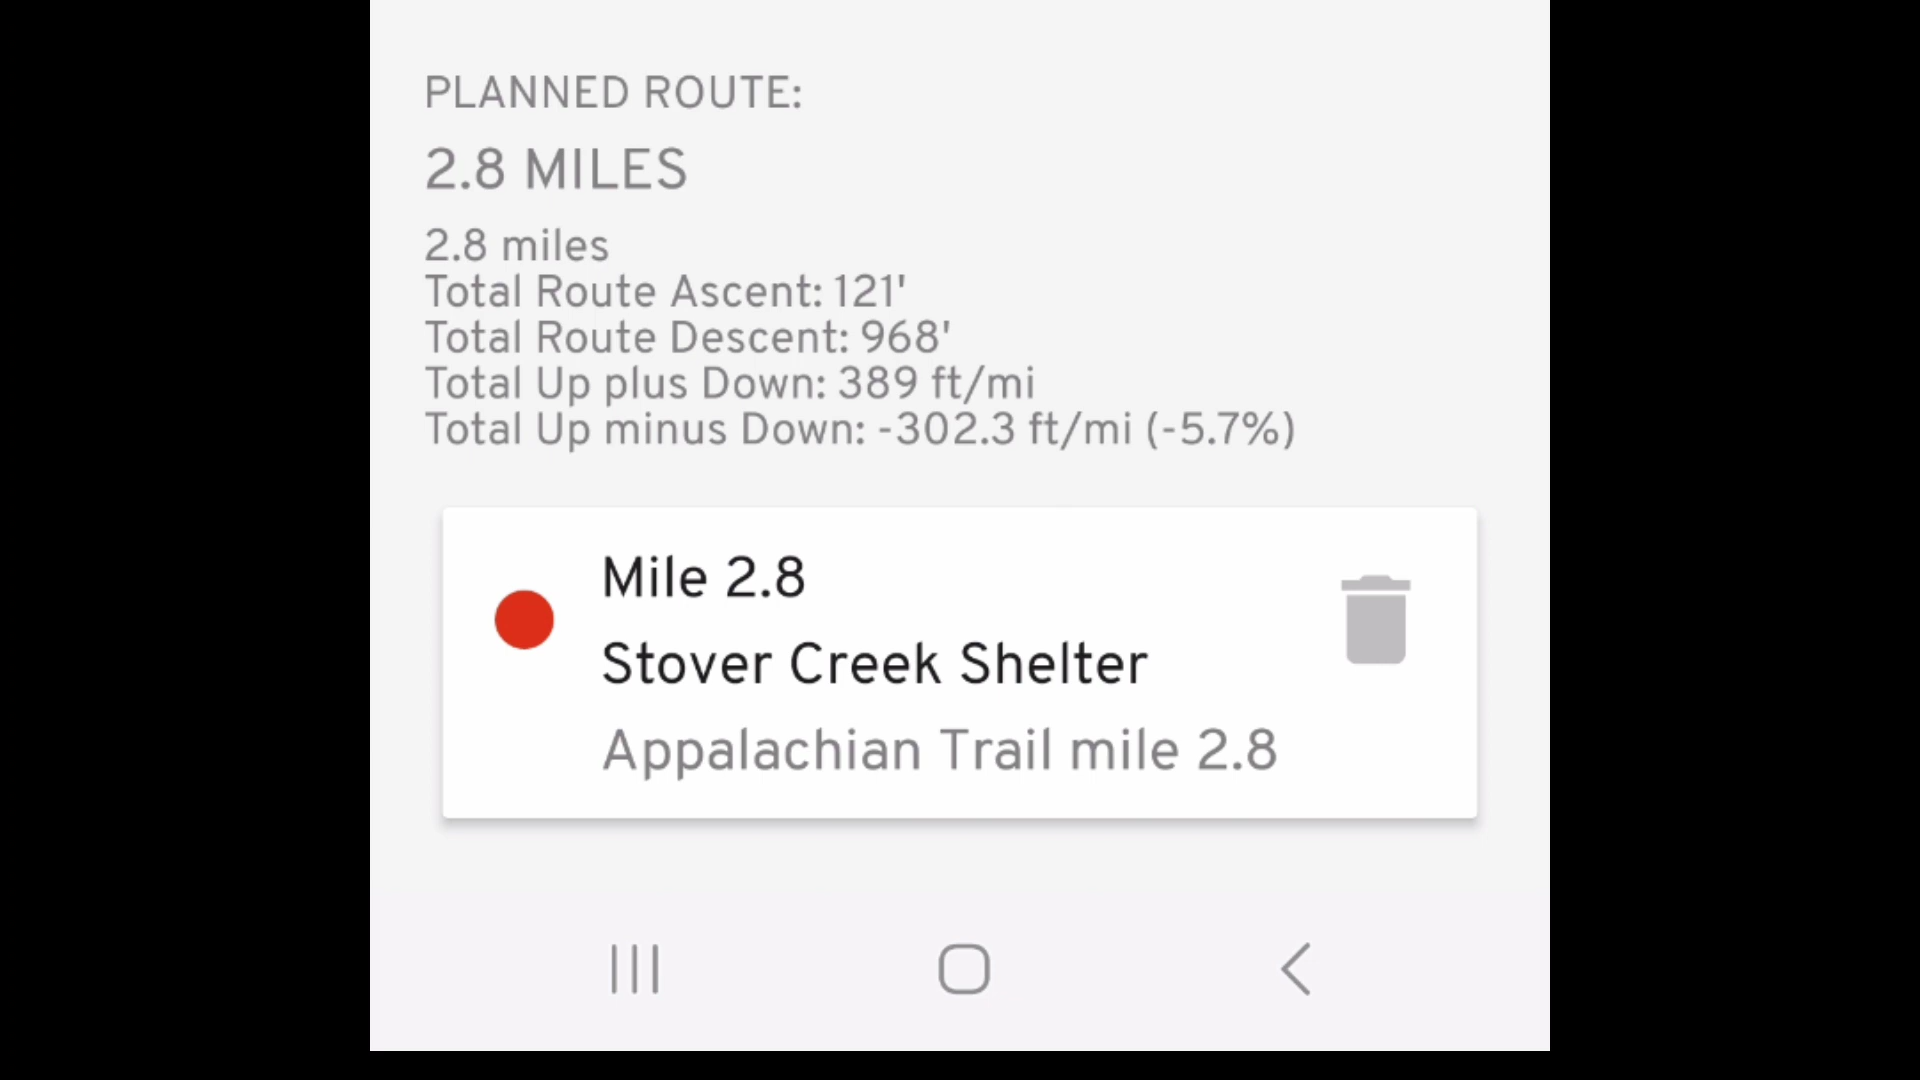 PLANNED ROUTE:
2.8 MILES
2.8 miles
Total Route Ascent: 121'
Total Route Descent: 968'
Total Up plus Down: 389 ft/mi
Total Up minus Down: -302.3 ft/mi (-5.7%)
Mile 2.8
Stover Creek Shelter
Appalachian Trail mile 2.8